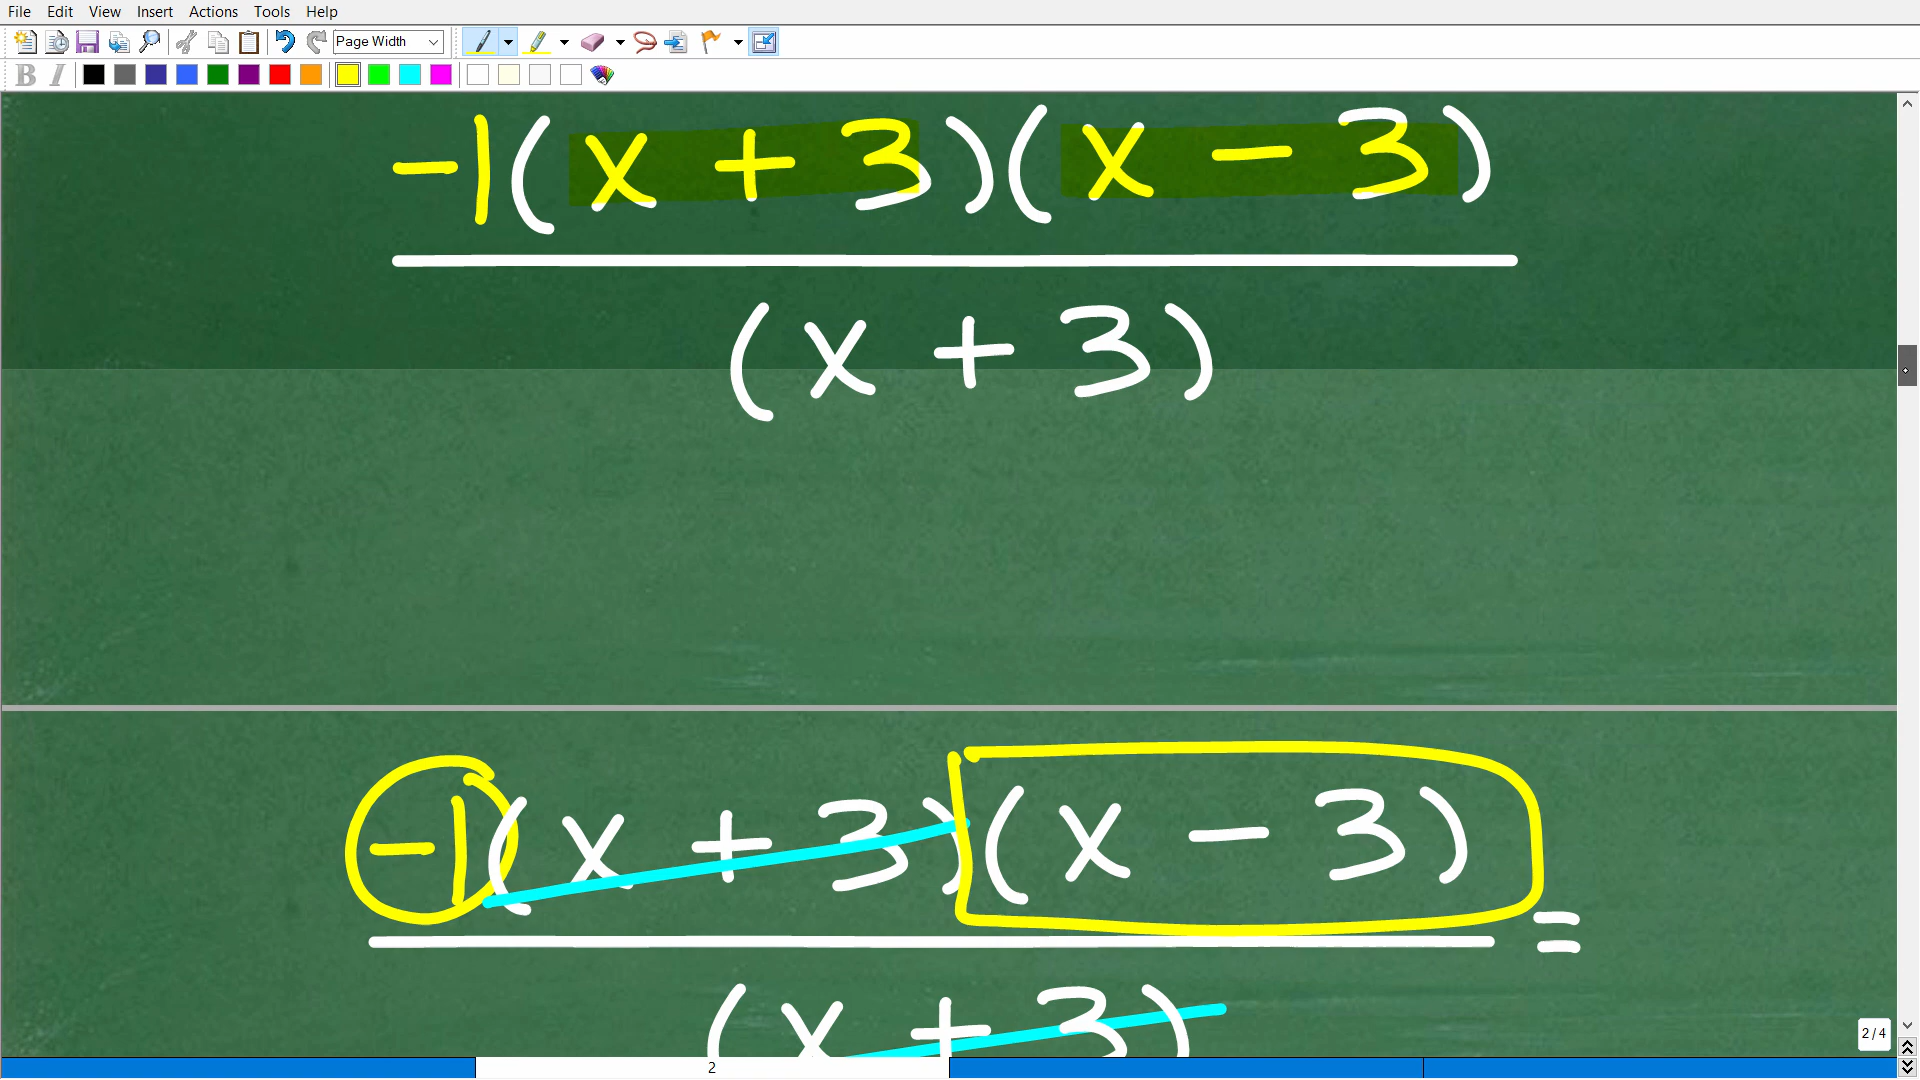 File Edit View Insert Actions Tools Help
Page Width
B I
-1(x + 3)(x - 3)
(x + 3)
-1(x + 3)(x - 3)
=
(x + 3)
2 / 4
2